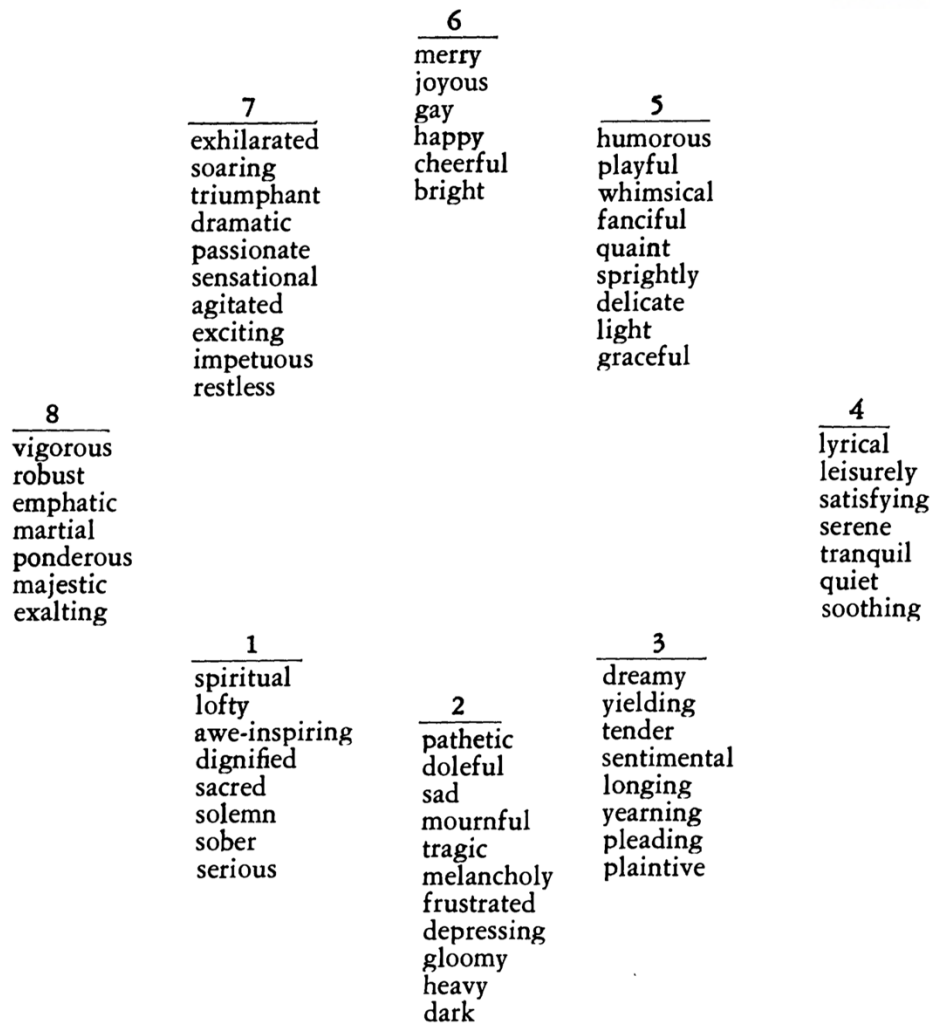 6
merry
joyous
gay
happy
cheerful
bright
7
exhilarated
soaring
triumphant
dramatic
passionate
sensational
agitated
exciting
impetuous
restless
5
humorous
playful
whimsical
fanciful
quaint
sprightly
delicate
light
graceful
8
vigorous
robust
emphatic
martial
ponderous
majestic
exalting
4
lyrical
leisurely
satisfying
serene
tranquil
quiet
soothing
1
spiritual
lofty
awe-inspiring
dignified
sacred
solemn
sober
serious
2
pathetic
doleful
sad
mournful
tragic
melancholy
frustrated
depressing
gloomy
heavy
dark
3
dreamy
yielding
tender
sentimental
longing
yearning
pleading
plaintive